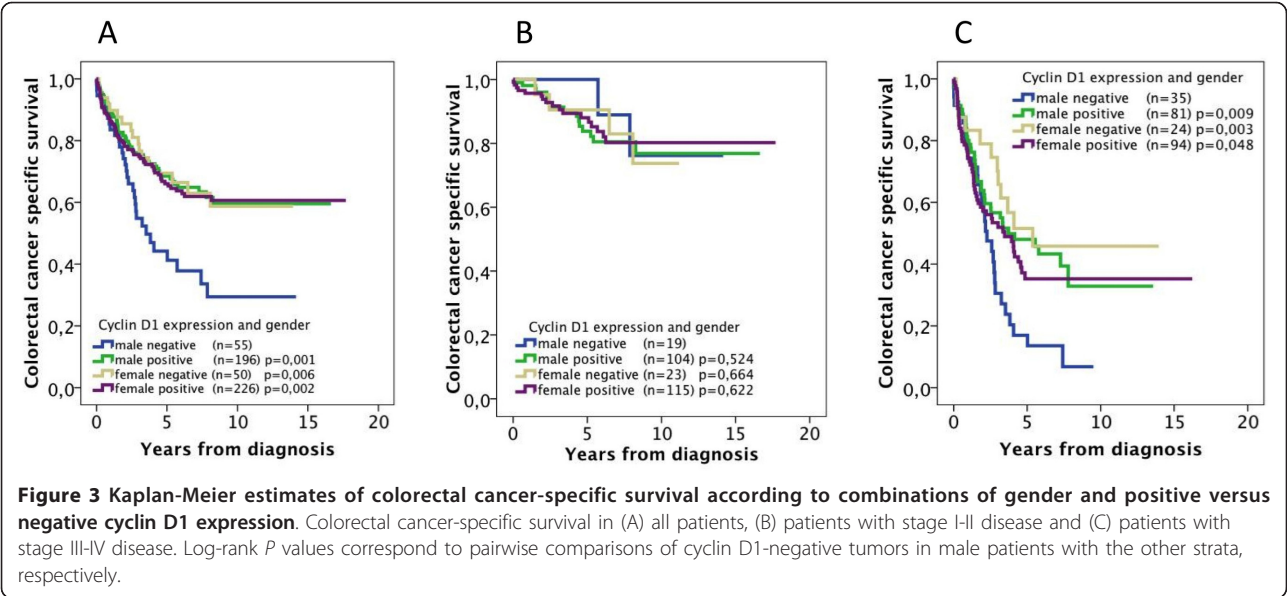 A
Colorectal cancer specific survival
1,0
0,8
0,6
0,4
0,2
0,0
Cyclin D1 expression and gender
male negative (n=55)
male positive (n=196) p=0,001
female negative (n=50) p=0,006
female positive (n=226) p=0,002
0 5 10 15 20
Years from diagnosis
B
Colorectal cancer specific survival
1,0
0,8
0,6
0,4
0,2
0,0
Cyclin D1 expression and gender
male negative (n=19)
male positive (n=104) p=0,524
female negative (n=23) p=0,664
female positive (n=115) p=0,622
0 5 10 15 20
Years from diagnosis
C
Colorectal cancer specific survival
1,0
0,8
0,6
0,4
0,2
0,0
Cyclin D1 expression and gender
male negative (n=35)
male positive (n=81) p=0,009
female negative (n=24) p=0,003
female positive (n=94) p=0,048
0 5 10 15 20
Years from diagnosis
Figure 3 Kaplan-Meier estimates of colorectal cancer-specific survival according to combinations of gender and positive versus
negative cyclin D1 expression. Colorectal cancer-specific survival in (A) all patients, (B) patients with stage I-II disease and (C) patients with
stage III-IV disease. Log-rank P values correspond to pairwise comparisons of cyclin D1-negative tumors in male patients with the other strata,
respectively.